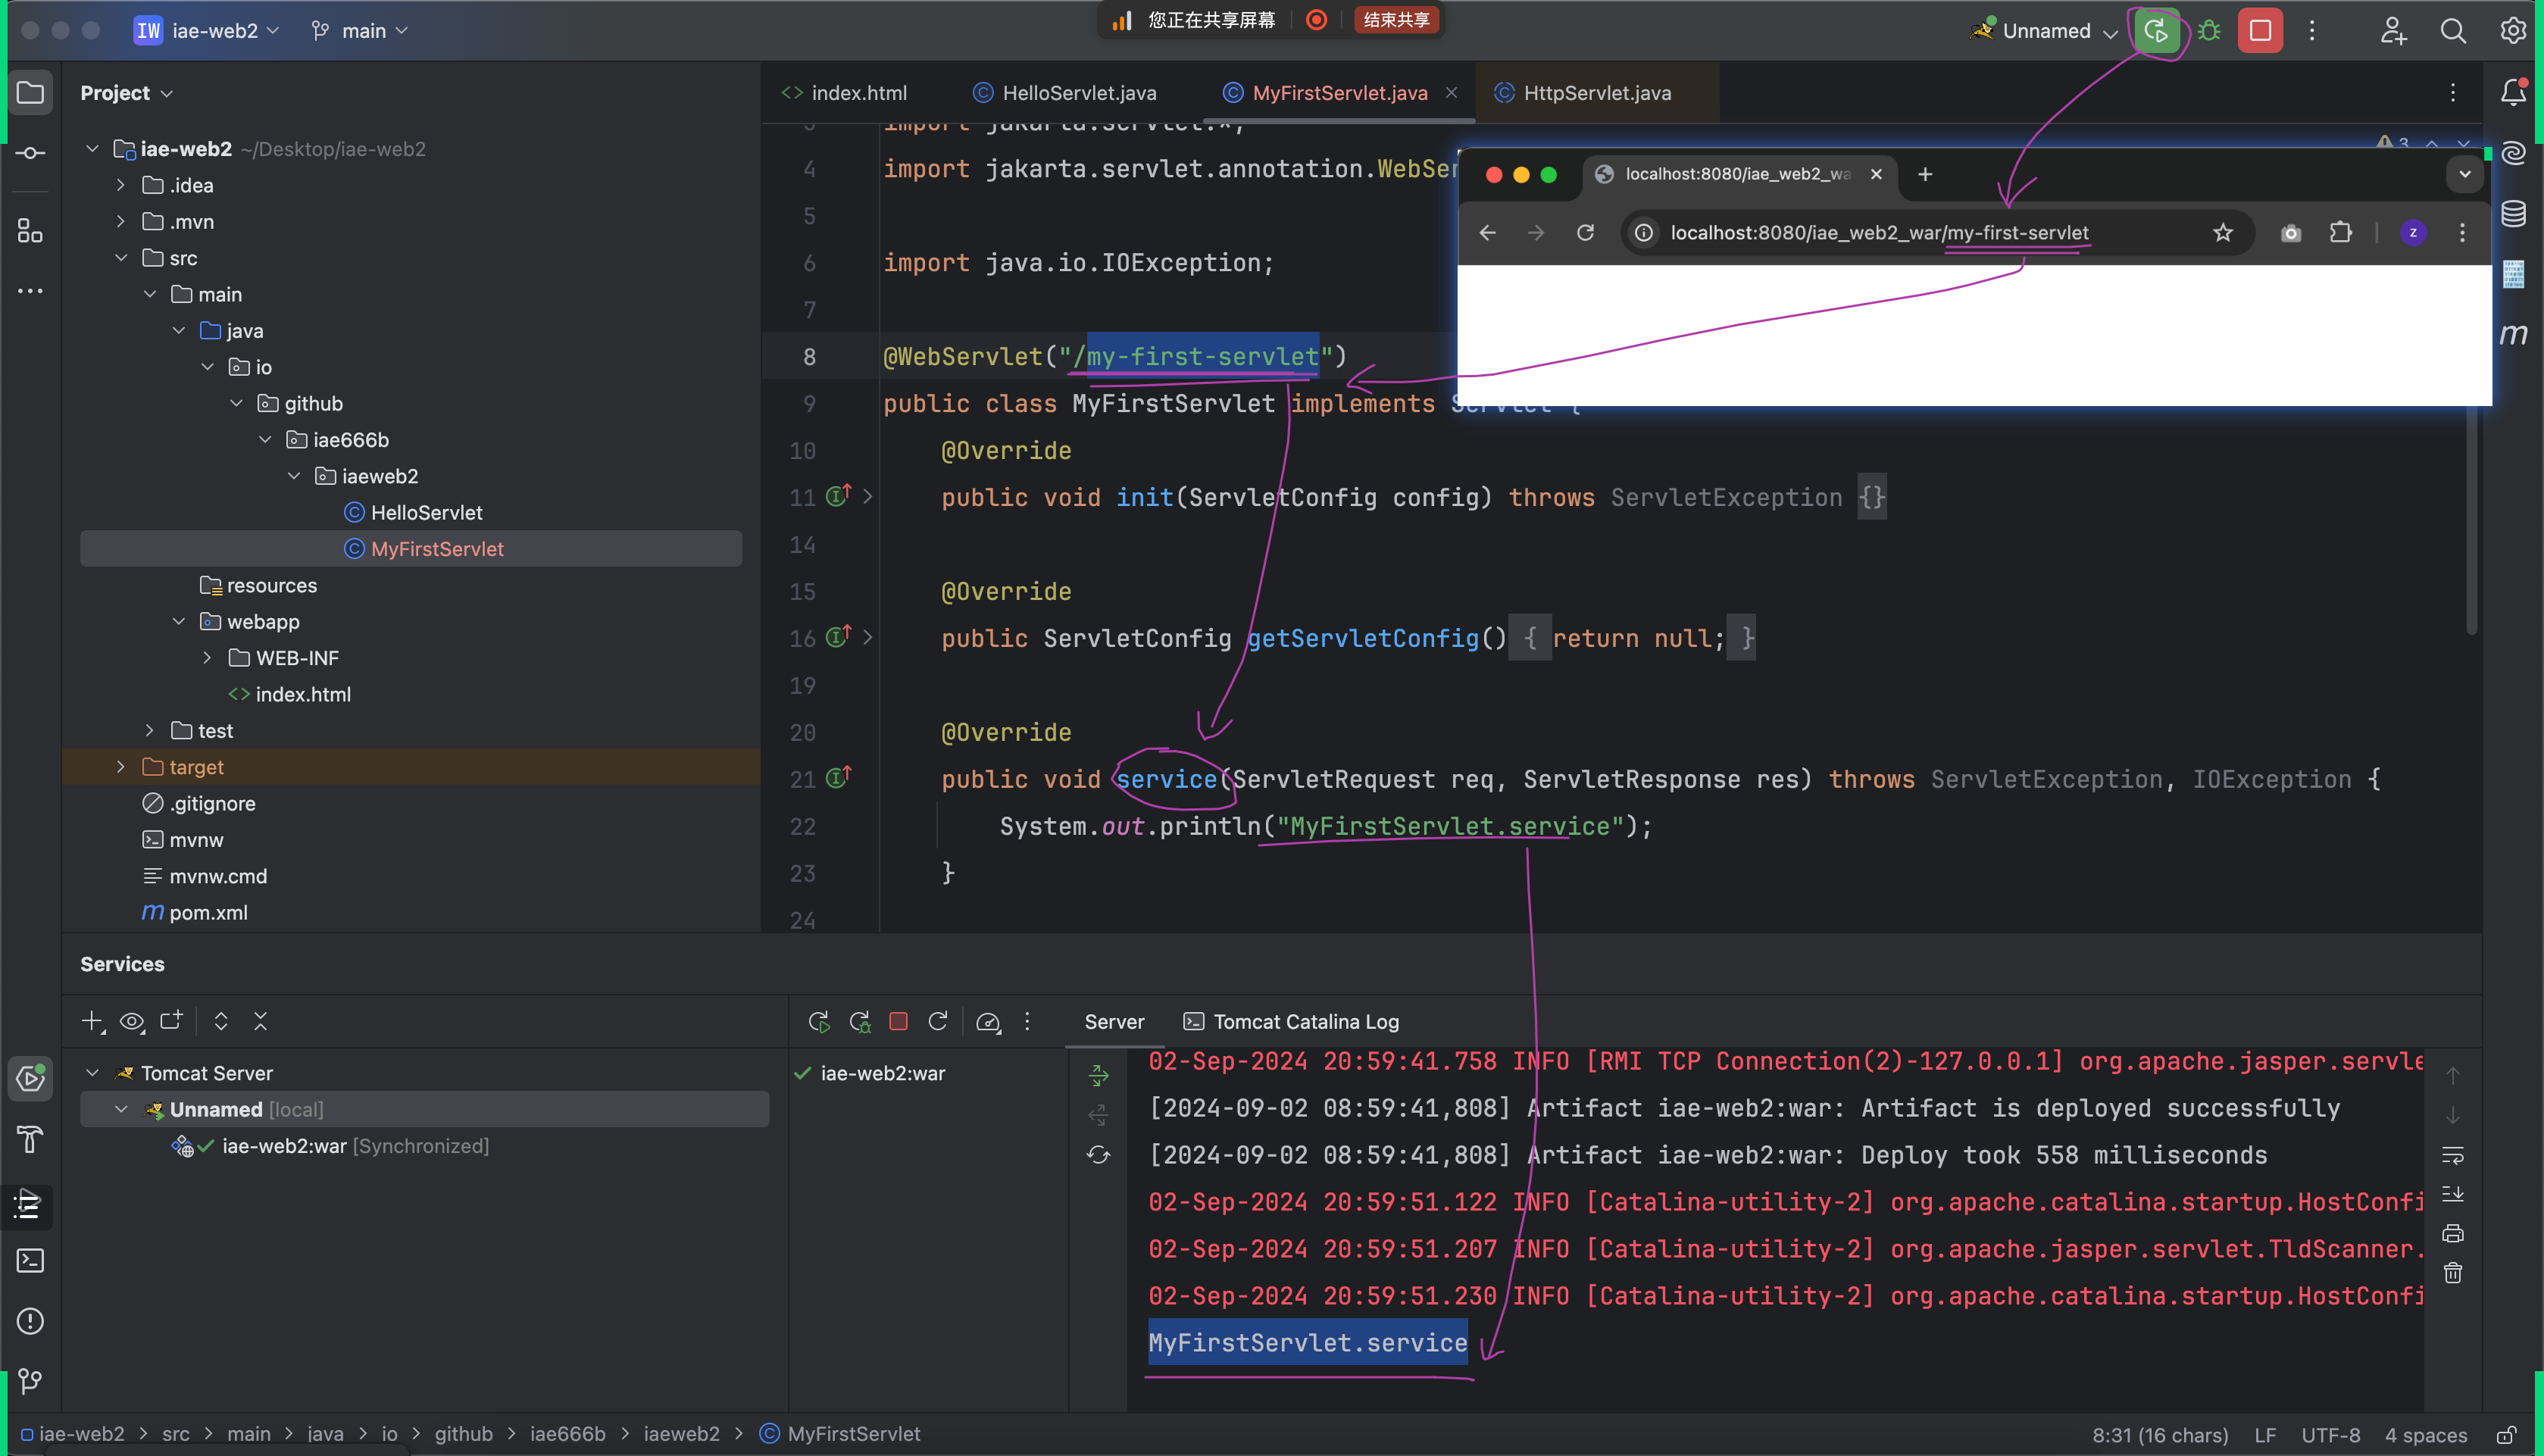 IW iae-web2 main
您正在共享屏幕 结束共享
Unnamed
Project
index.html HelloServlet.java MyFirstServlet.java HttpServlet.java
iae-web2 ~/Desktop/iae-web2
.idea
.mvn
src
main
java
io
github
iae666b
iaeweb2
HelloServlet
MyFirstServlet
resources
webapp
WEB-INF
index.html
test
target
.gitignore
mvnw
mvnw.cmd
pom.xml
3
import jakarta.servlet.*;
4 import jakarta.servlet.annotation.WebSer
5
6 import java.io.IOException;
7
8 @WebServlet("/my-first-servlet")
9 public class MyFirstServlet implements Servlet {
10 @Override
11 public void init(ServletConfig config) throws ServletException {}
14
15 @Override
16 public ServletConfig getServletConfig() { return null; }
19
20 @Override
21 public void service(ServletRequest req, ServletResponse res) throws ServletException, IOException {
22 System.out.println("MyFirstServlet.service");
23 }
24
localhost:8080/iae_web2_wa
localhost:8080/iae_web2_war/my-first-servlet
z
m
Services
Server Tomcat Catalina Log
Tomcat Server
Unnamed [local]
iae-web2:war [Synchronized]
iae-web2:war
02-Sep-2024 20:59:41.758 INFO [RMI TCP Connection(2)-127.0.0.1] org.apache.jasper.servle
[2024-09-02 08:59:41,808] Artifact iae-web2:war: Artifact is deployed successfully
[2024-09-02 08:59:41,808] Artifact iae-web2:war: Deploy took 558 milliseconds
02-Sep-2024 20:59:51.122 INFO [Catalina-utility-2] org.apache.catalina.startup.HostConfi
02-Sep-2024 20:59:51.207 INFO [Catalina-utility-2] org.apache.jasper.servlet.TldScanner.
02-Sep-2024 20:59:51.230 INFO [Catalina-utility-2] org.apache.catalina.startup.HostConfi
MyFirstServlet.service
iae-web2 > src > main > java > io > github > iae666b > iaeweb2 > MyFirstServlet
8:31 (16 chars) LF UTF-8 4 spaces